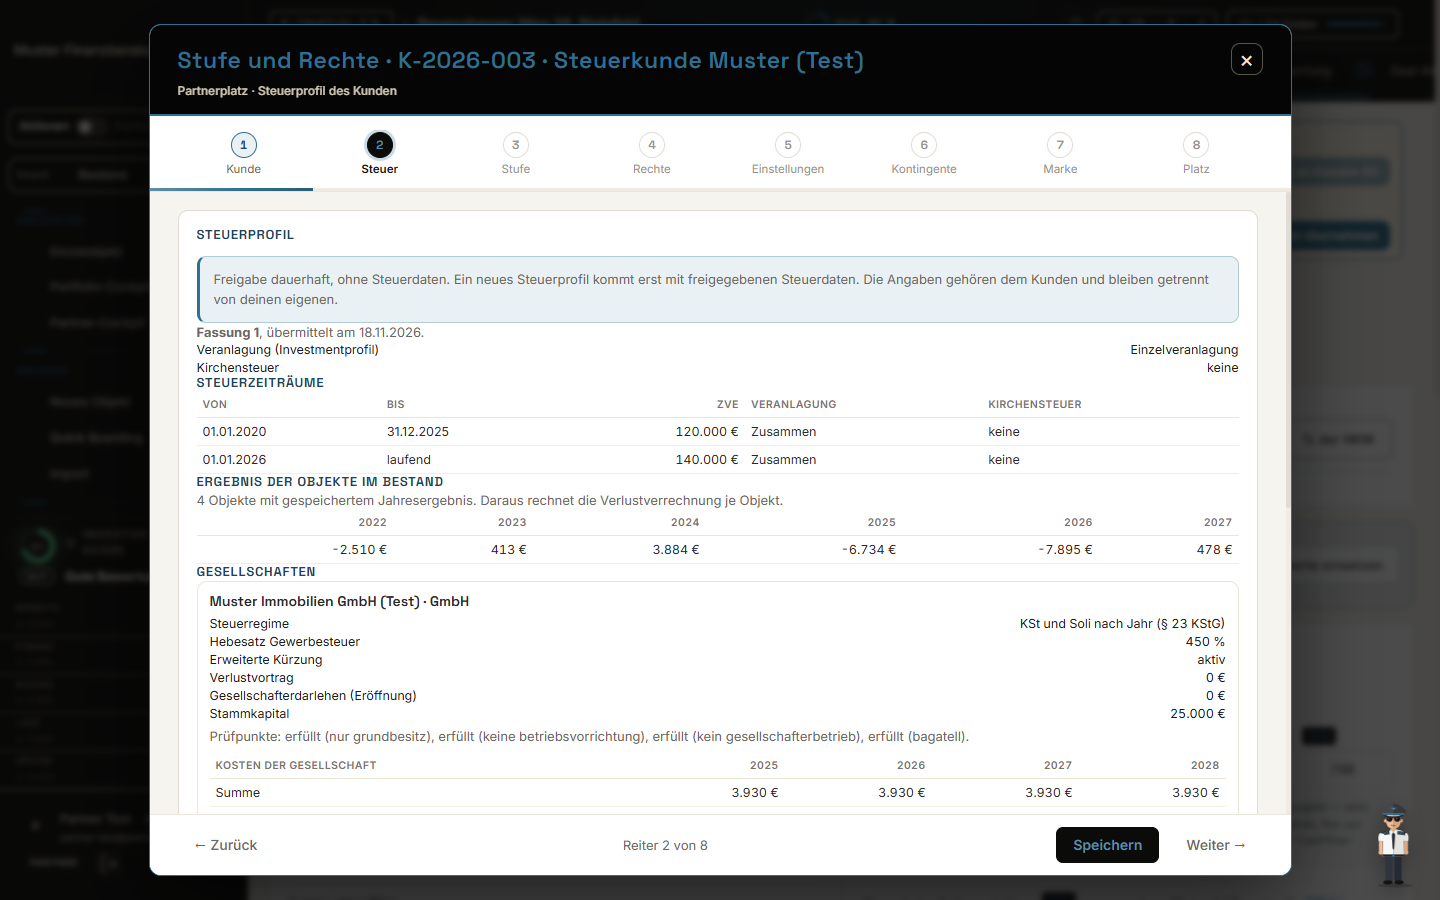 Stufe und Rechte · K-2026-003 · Steuerkunde Muster (Test)
Partnerplatz · Steuerprofil des Kunden
×
1 2 3 4 5 6 7 8
Kunde Steuer Stufe Rechte Einstellungen Kontingente Marke Platz
STEUERPROFIL
Freigabe dauerhaft, ohne Steuerdaten. Ein neues Steuerprofil kommt erst mit freigegebenen Steuerdaten. Die Angaben gehören dem Kunden und bleiben getrennt
von deinen eigenen.
Fassung 1, übermittelt am 18.11.2026.
Veranlagung (Investmentprofil) Einzelveranlagung
Kirchensteuer keine
STEUERZEITRÄUME
VON BIS ZVE VERANLAGUNG KIRCHENSTEUER
01.01.2020 31.12.2025 120.000 € Zusammen keine
01.01.2026 laufend 140.000 € Zusammen keine
ERGEBNIS DER OBJEKTE IM BESTAND
4 Objekte mit gespeichertem Jahresergebnis. Daraus rechnet die Verlustverrechnung je Objekt.
2022 2023 2024 2025 2026 2027
-2.510 € 413 € 3.884 € -6.734 € -7.895 € 478 €
GESELLSCHAFTEN
Muster Immobilien GmbH (Test) · GmbH
Steuerregime KSt und Soli nach Jahr (§ 23 KStG)
Hebesatz Gewerbesteuer 450 %
Erweiterte Kürzung aktiv
Verlustvortrag 0 €
Gesellschafterdarlehen (Eröffnung) 0 €
Stammkapital 25.000 €
Prüfpunkte: erfüllt (nur grundbesitz), erfüllt (keine betriebsvorrichtung), erfüllt (kein gesellschafterbetrieb), erfüllt (bagatell).
KOSTEN DER GESELLSCHAFT 2025 2026 2027 2028
Summe 3.930 € 3.930 € 3.930 € 3.930 €
← Zurück Reiter 2 von 8 Speichern Weiter →